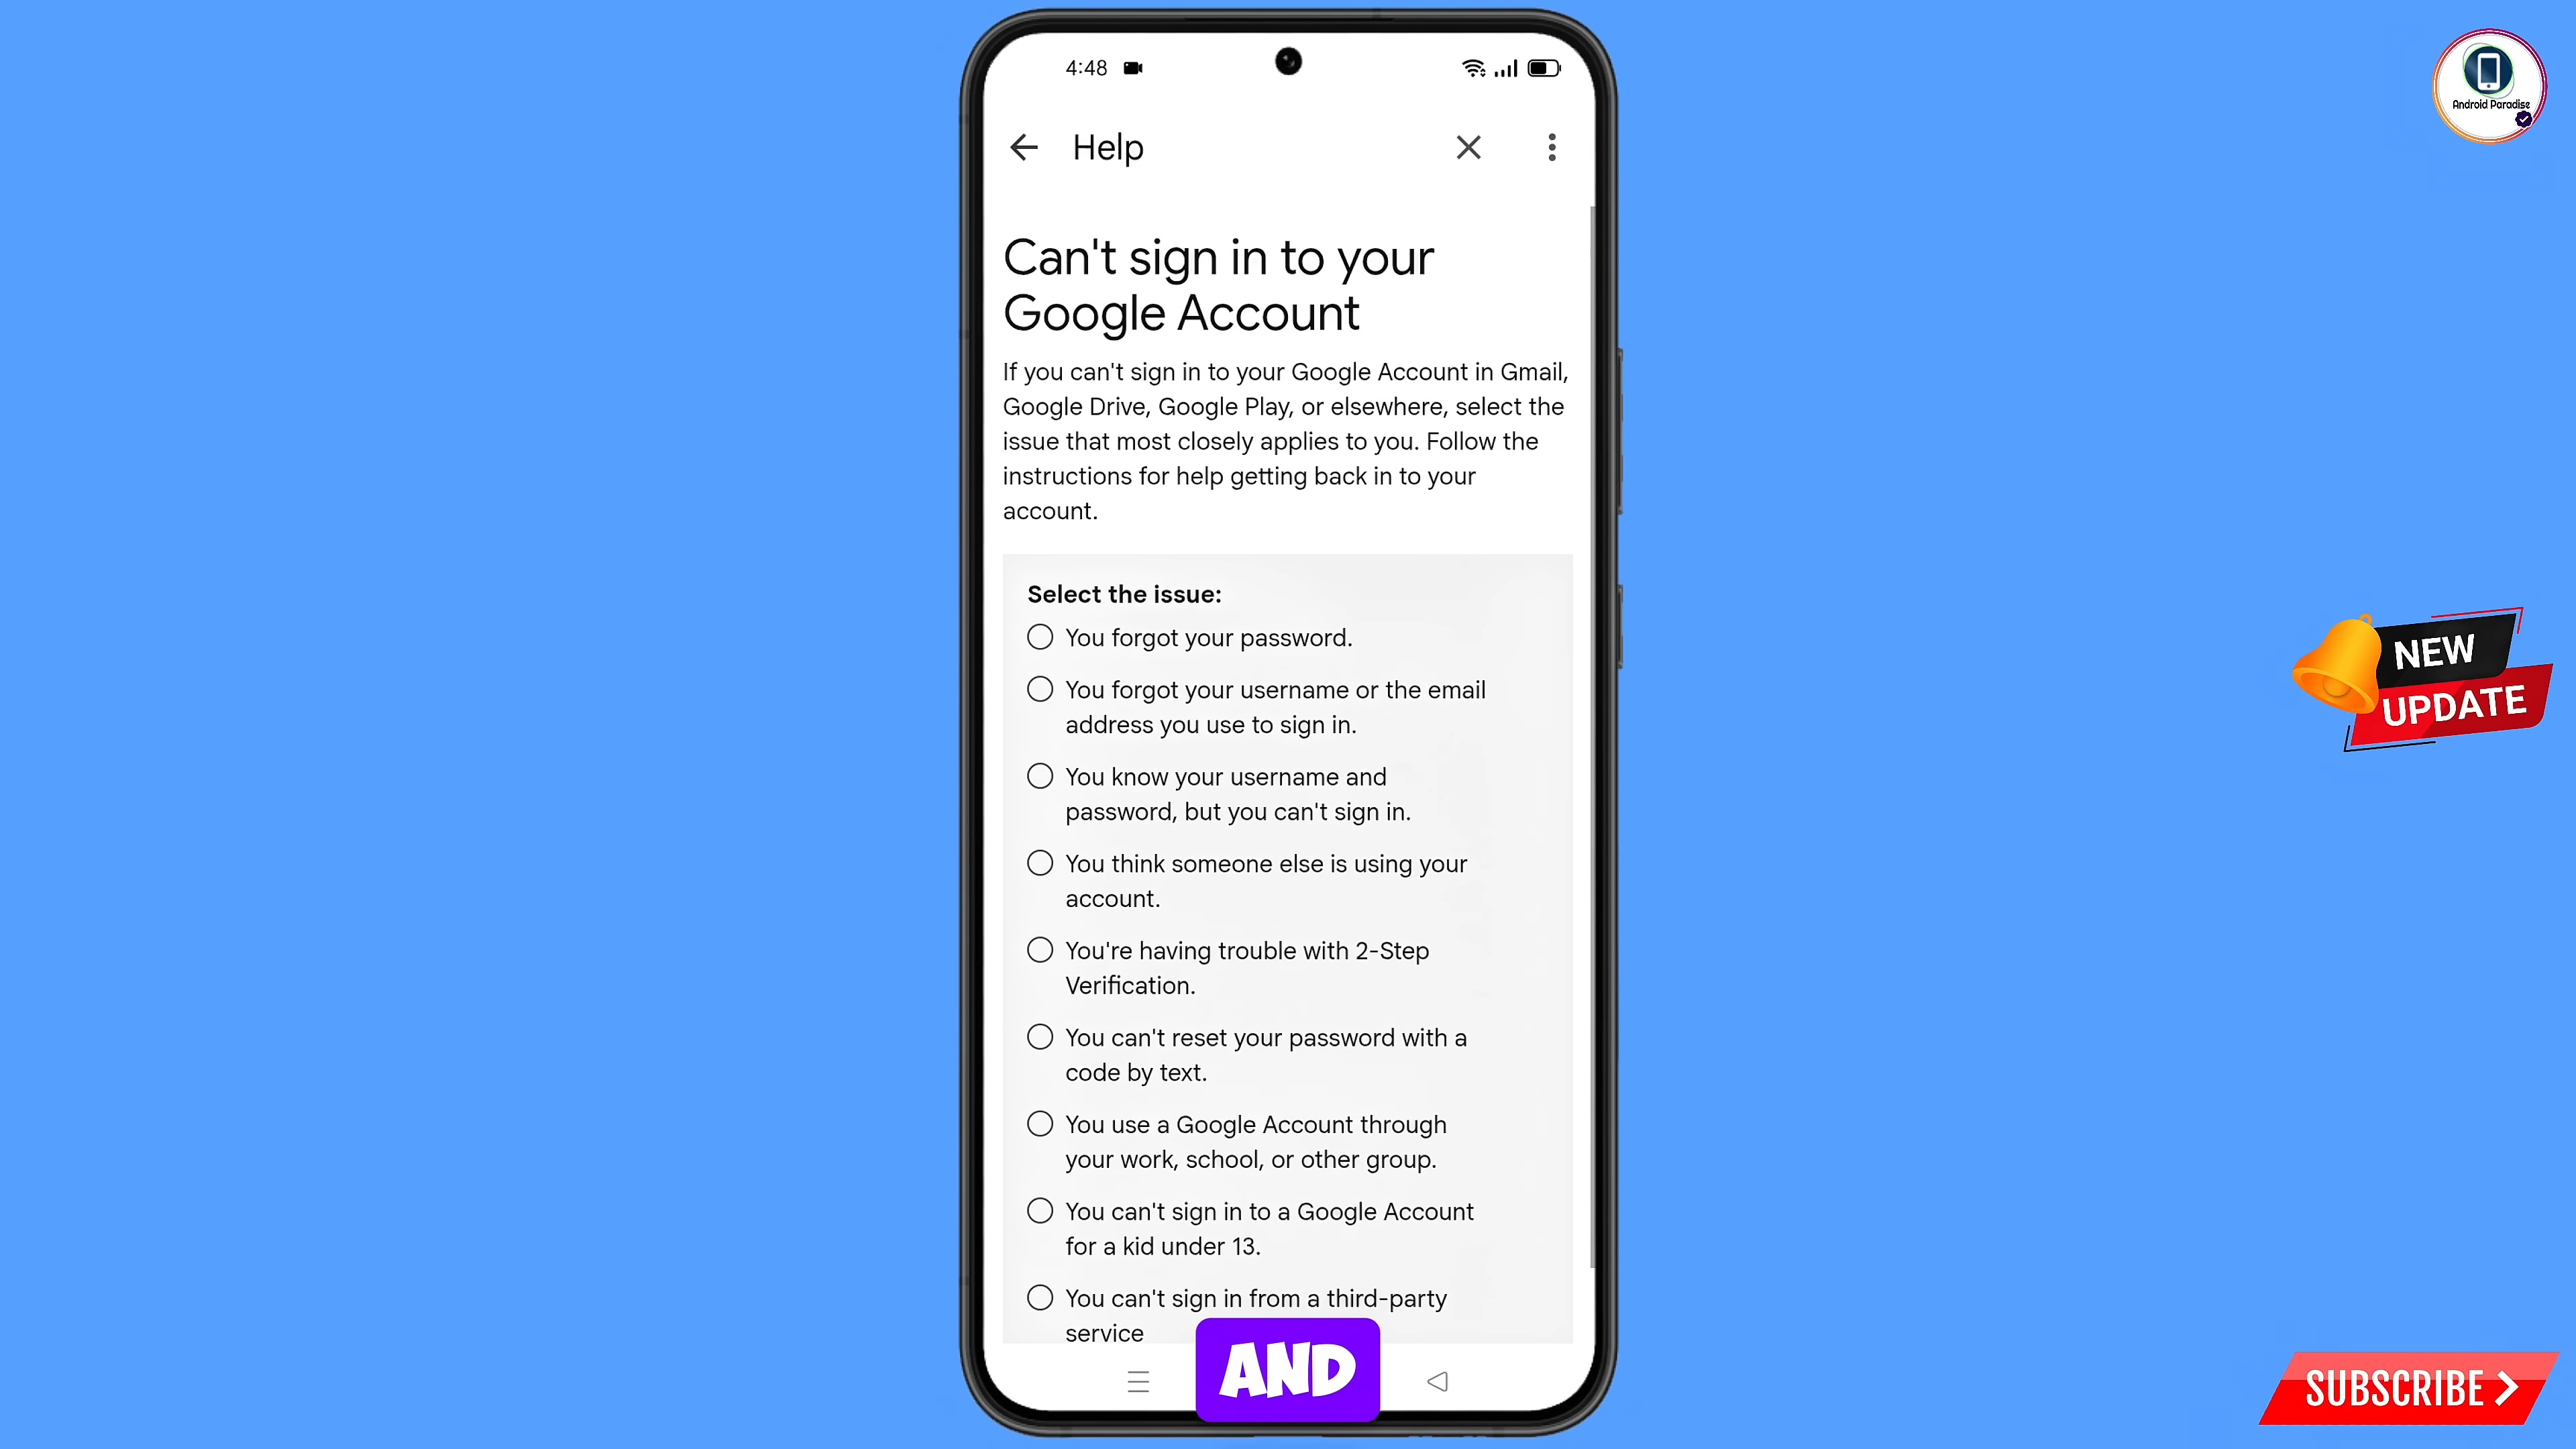 4:48
Android Paradise
Help
Can't sign in to your
Google Account
If you can't sign in to your Google Account in Gmail,
Google Drive, Google Play, or elsewhere, select the
issue that most closely applies to you. Follow the
instructions for help getting back in to your
account.
Select the issue:
You forgot your password.
You forgot your username or the email
address you use to sign in.
You know your username and
password, but you can't sign in.
You think someone else is using your
account.
You're having trouble with 2-Step
Verification.
You can't reset your password with a
code by text.
You use a Google Account through
your work, school, or other group.
You can't sign in to a Google Account
for a kid under 13.
You can't sign in from a third-party
service
AND
NEW
UPDATE
SUBSCRIBE